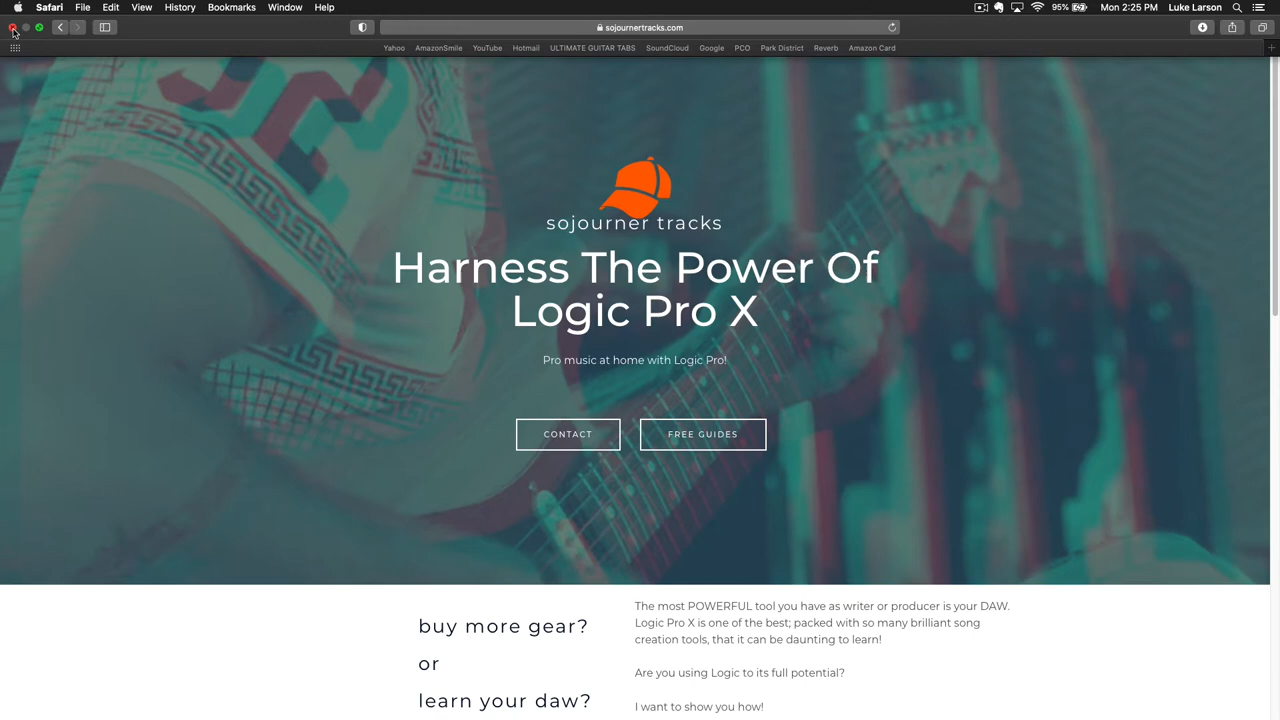 Safari File Edit View History Bookmarks Window Help
95% Mon 2:25 PM Luke Larson
sojournertracks.com
Yahoo AmazonSmile YouTube Hotmail ULTIMATE GUITAR TABS SoundCloud Google PCO Park District Reverb Amazon Card
sojourner tracks
Harness The Power Of
Logic Pro X
Pro music at home with Logic Pro!
CONTACT FREE GUIDES
buy more gear?
or
learn your daw?
The most POWERFUL tool you have as writer or producer is your DAW.
Logic Pro X is one of the best; packed with so many brilliant song
creation tools, that it can be daunting to learn!
Are you using Logic to its full potential?
I want to show you how!